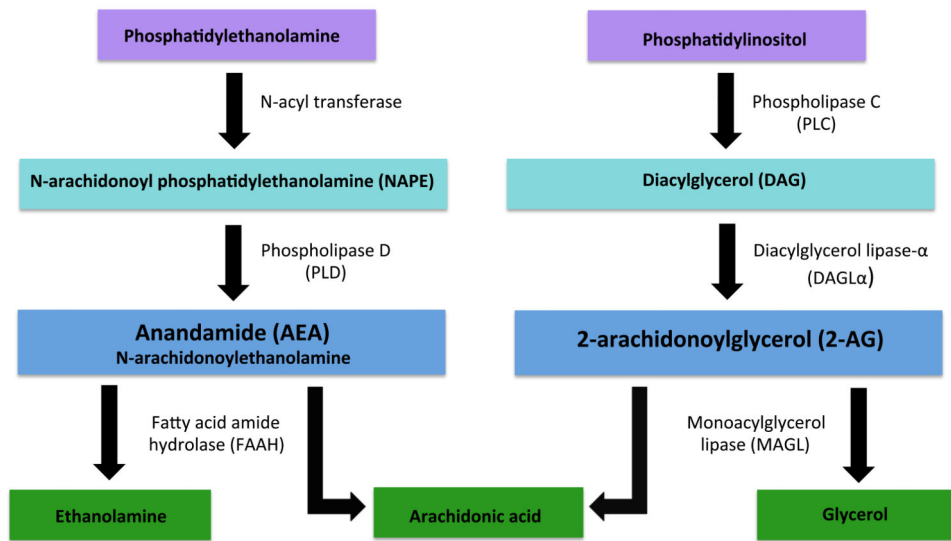 Phosphatidylethanolamine
Phosphatidylinositol
N-acyl transferase
Phospholipase C
(PLC)
N-arachidonoyl phosphatidylethanolamine (NAPE)
Diacylglycerol (DAG)
Phospholipase D
(PLD)
Diacylglycerol lipase-α
(DAGLα)
Anandamide (AEA)
N-arachidonoylethanolamine
2-arachidonoylglycerol (2-AG)
Fatty acid amide
hydrolase (FAAH)
Monoacylglycerol
lipase (MAGL)
Ethanolamine
Arachidonic acid
Glycerol